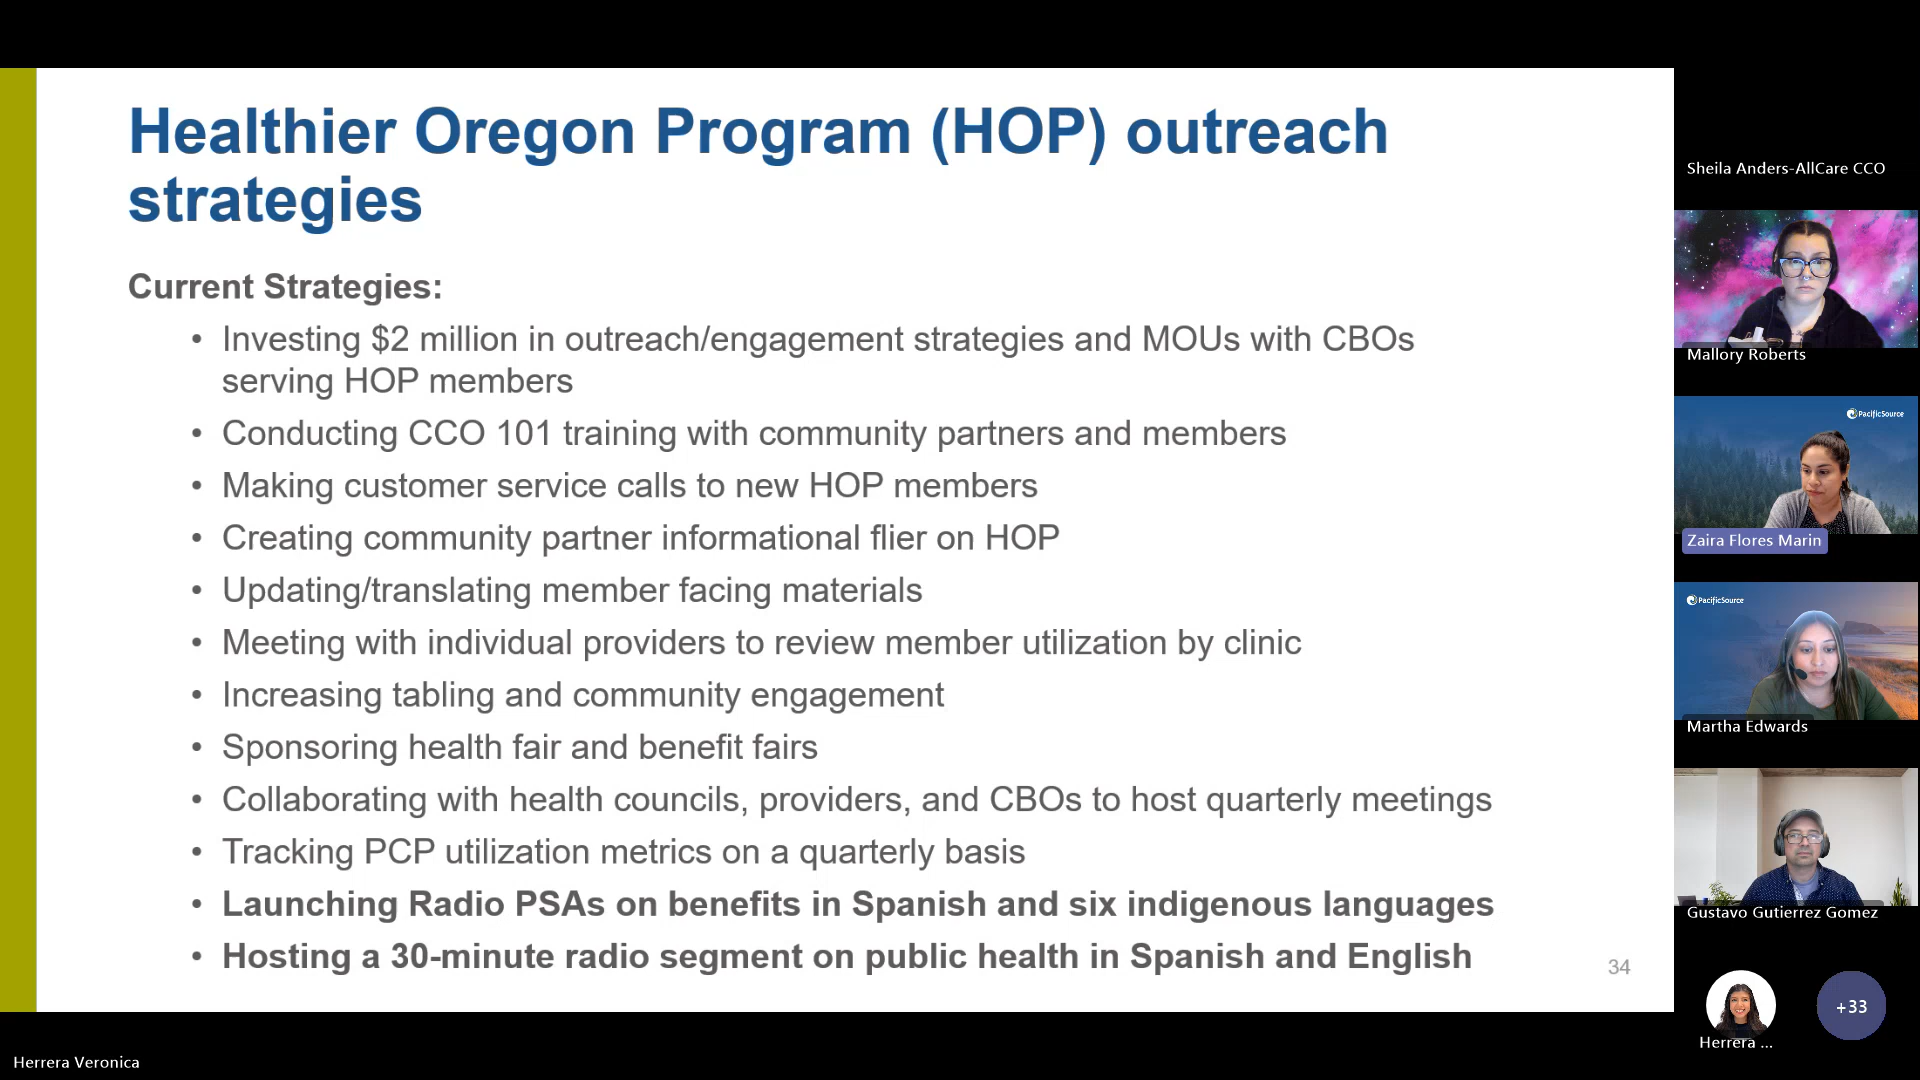 Healthier Oregon Program (HOP) outreach
strategies
Current Strategies:
• Investing $2 million in outreach/engagement strategies and MOUs with CBOs
serving HOP members
• Conducting CCO 101 training with community partners and members
• Making customer service calls to new HOP members
• Creating community partner informational flier on HOP
• Updating/translating member facing materials
• Meeting with individual providers to review member utilization by clinic
• Increasing tabling and community engagement
• Sponsoring health fair and benefit fairs
• Collaborating with health councils, providers, and CBOs to host quarterly meetings
• Tracking PCP utilization metrics on a quarterly basis
• Launching Radio PSAs on benefits in Spanish and six indigenous languages
• Hosting a 30-minute radio segment on public health in Spanish and English
34
Sheila Anders-AllCare CCO
Mallory Roberts
PacificSource
Zaira Flores Marin
PacificSource
Martha Edwards
Gustavo Gutierrez Gomez
Herrera ...
+33
Herrera Veronica